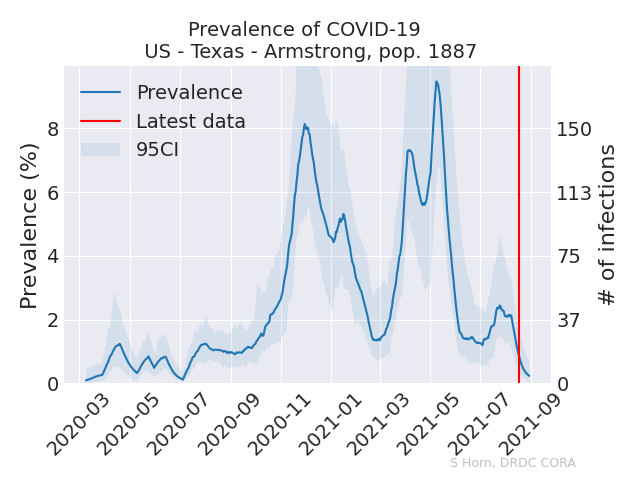 Prevalence of COVID-19
US - Texas - Armstrong, pop. 1887
Prevalence
Latest data
95CI
Prevalence (%)
8
6
4
2
0
# of infections
150
113
75
37
0
2020-03
2020-05
2020-07
2020-09
2020-11
2021-01
2021-03
2021-05
2021-07
2021-09
S Horn, DRDC CORA